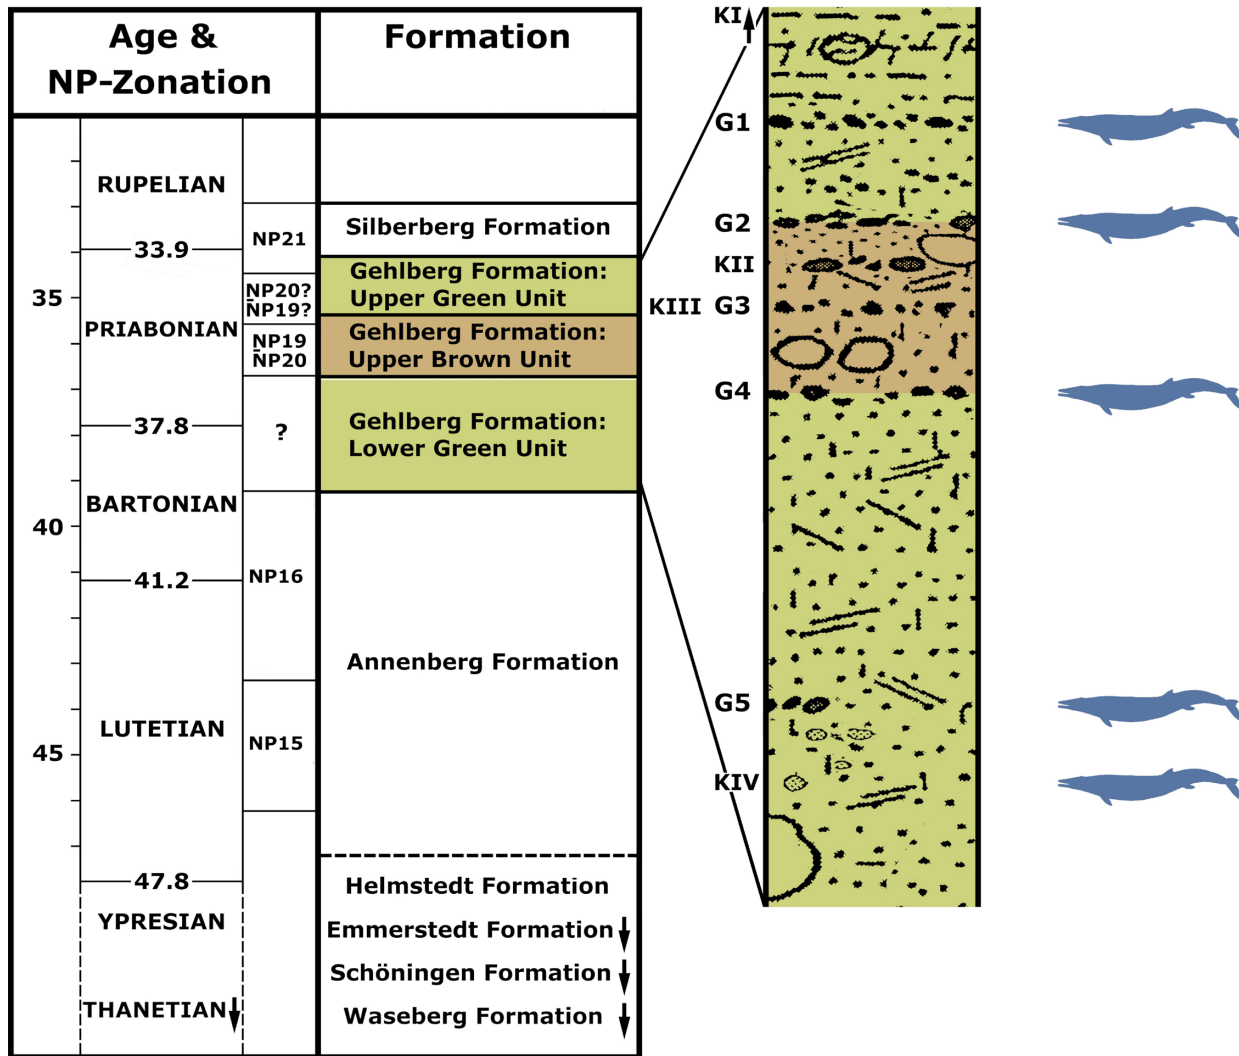 Age &
NP-Zonation
Formation
RUPELIAN
33.9
35
PRIABONIAN
37.8
BARTONIAN
40
41.2
LUTETIAN
45
47.8
YPRESIAN
THANETIAN
NP21
NP20?
NP19?
NP19
NP20
?
NP16
NP15
Silberberg Formation
Gehlberg Formation:
Upper Green Unit
Gehlberg Formation:
Upper Brown Unit
Gehlberg Formation:
Lower Green Unit
Annenberg Formation
Helmstedt Formation
Emmerstedt Formation
Schöningen Formation
Waseberg Formation
KI
G1
G2
KII
KIII G3
G4
G5
KIV